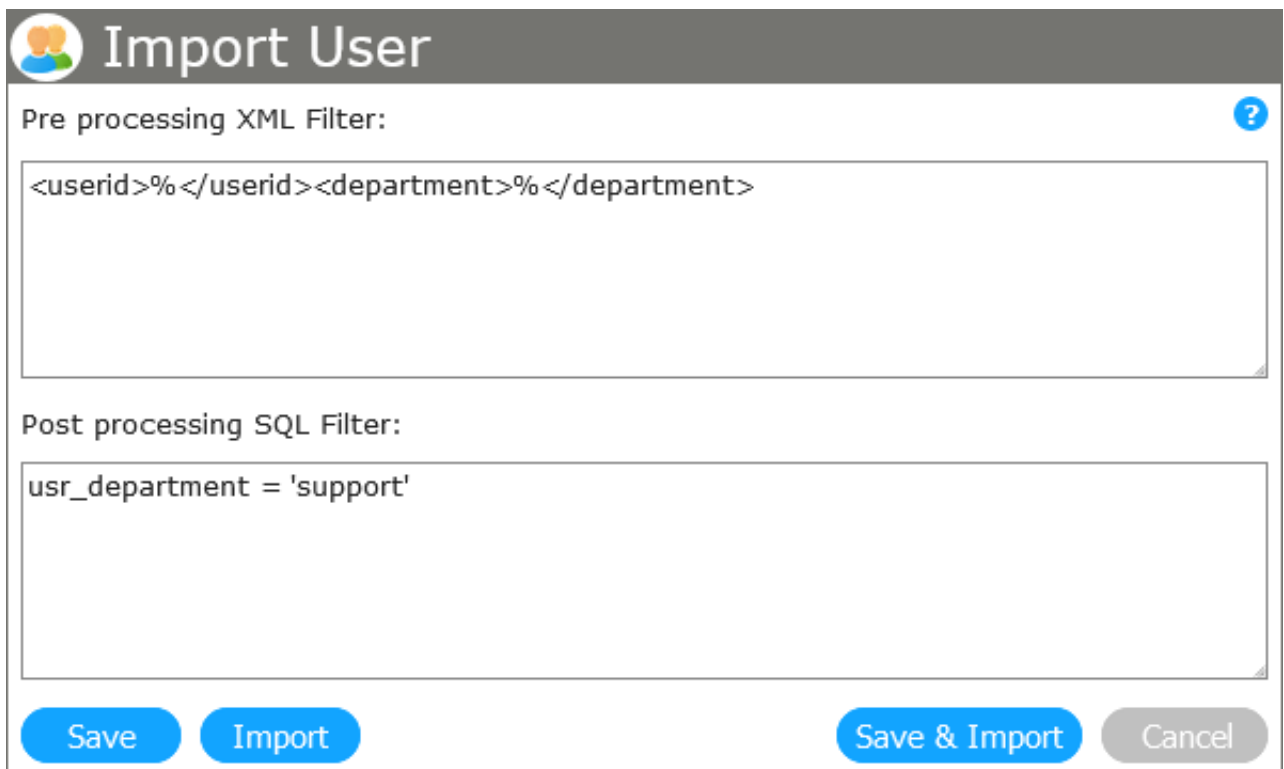 Import User
Pre processing XML Filter:
?
<userid>%</userid><department>%</department>
Post processing SQL Filter:
usr_department = 'support'
Save Import Save & Import Cancel